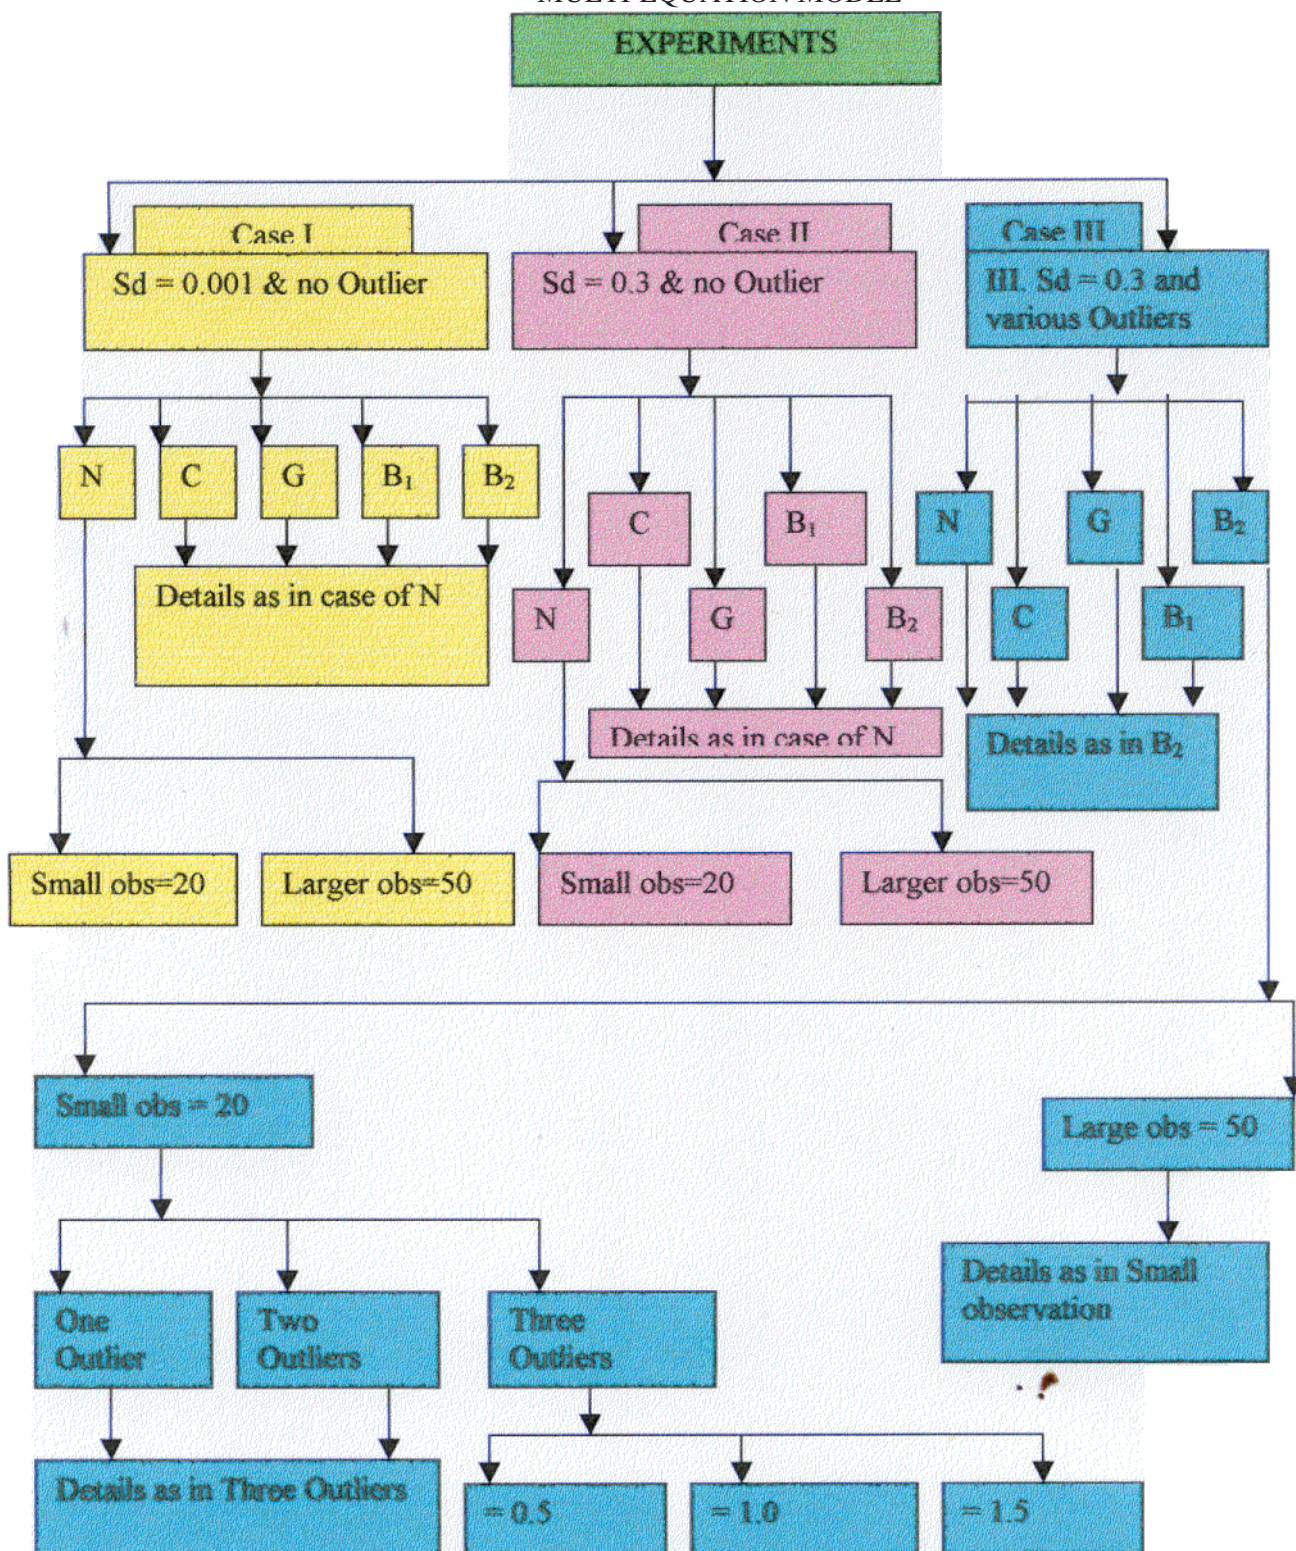 MULTI EQUATION MODEL
EXPERIMENTS
Case I
Sd = 0.001 & no Outlier
Case II
Sd = 0.3 & no Outlier
Case III
III. Sd = 0.3 and
various Outliers
N
C
G
B₁
B₂
Details as in case of N
C
B₁
N
G
B₂
Details as in case of N
N
G
B₂
C
B₁
Details as in B₂
Small obs=20
Larger obs=50
Small obs=20
Larger obs=50
Small obs = 20
Large obs = 50
Details as in Small
observation
One
Outlier
Two
Outliers
Three
Outliers
Details as in Three Outliers
= 0.5
= 1.0
= 1.5